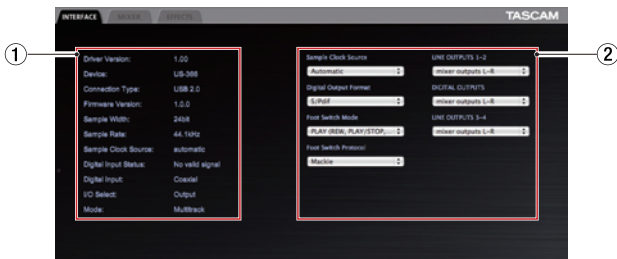 INTERFACE MIXER EFFECTS TASCAM
1
2
Driver Version: 1.00
Device: US-366
Connection Type: USB 2.0
Firmware Version: 1.0.0
Sample Width: 24bit
Sample Rate: 44.1kHz
Sample Clock Source: automatic
Digital Input Status: No valid signal
Digital Input: Coaxial
I/O Select: Output
Mode: Multitrack
Sample Clock Source
Automatic
Digital Output Format
S/Pdif
Foot Switch Mode
PLAY (REW, PLAY/STOP,
Foot Switch Protocol
Mackie
LINE OUTPUTS 1-2
mixer outputs L-R
DIGITAL OUTPUTS
mixer outputs L-R
LINE OUTPUTS 3-4
mixer outputs L-R